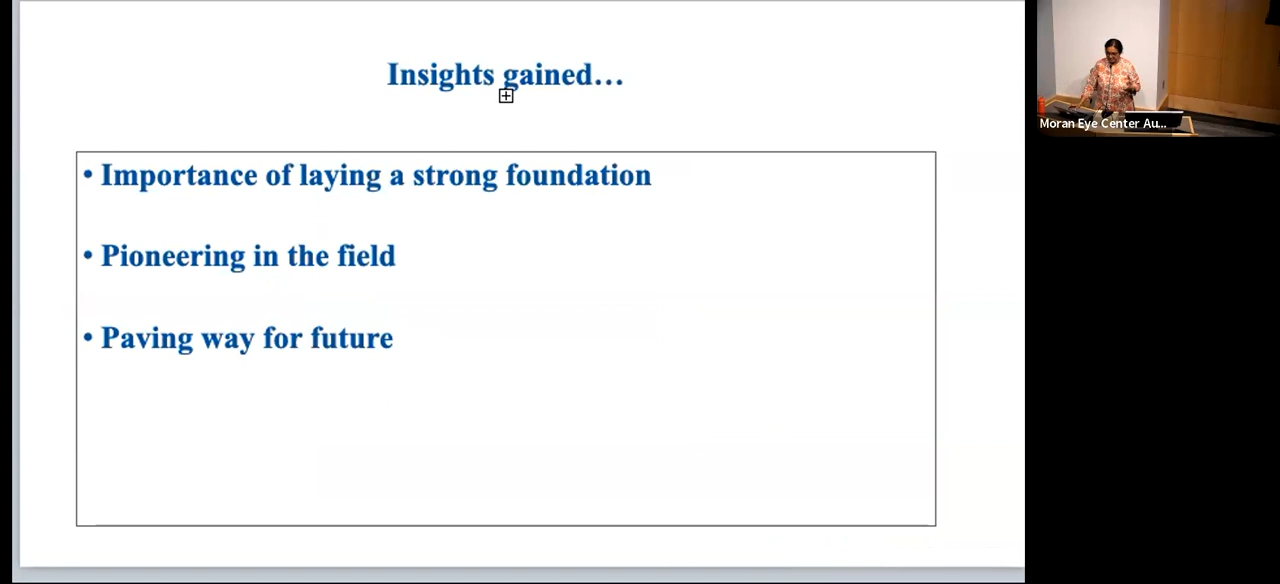 Insights gained...
• Importance of laying a strong foundation
• Pioneering in the field
• Paving way for future
Moran Eye Center Au...